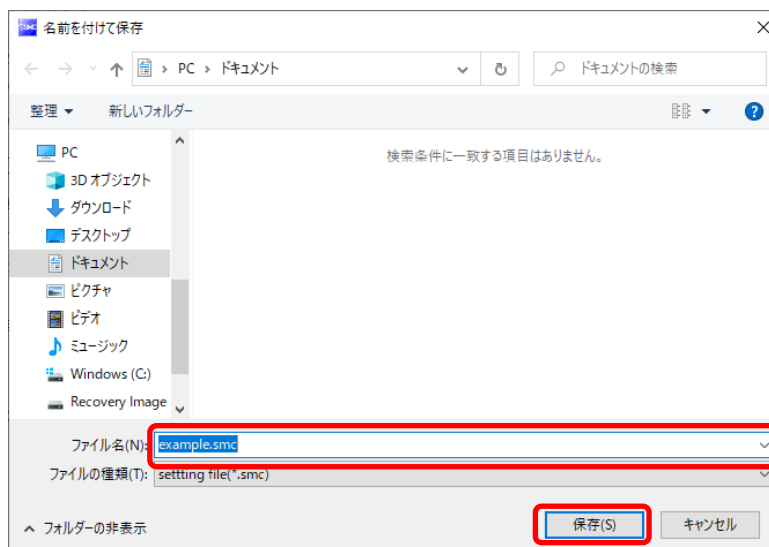 名前を付けて保存
PC › ドキュメント
ドキュメントの検索
整理
新しいフォルダー
検索条件に一致する項目はありません。
PC
3D オブジェクト
ダウンロード
デスクトップ
ドキュメント
ピクチャ
ビデオ
ミュージック
Windows (C:)
Recovery Image
ファイル名(N): example.smc
ファイルの種類(T): settting file(*.smc)
フォルダーの非表示
保存(S)
キャンセル